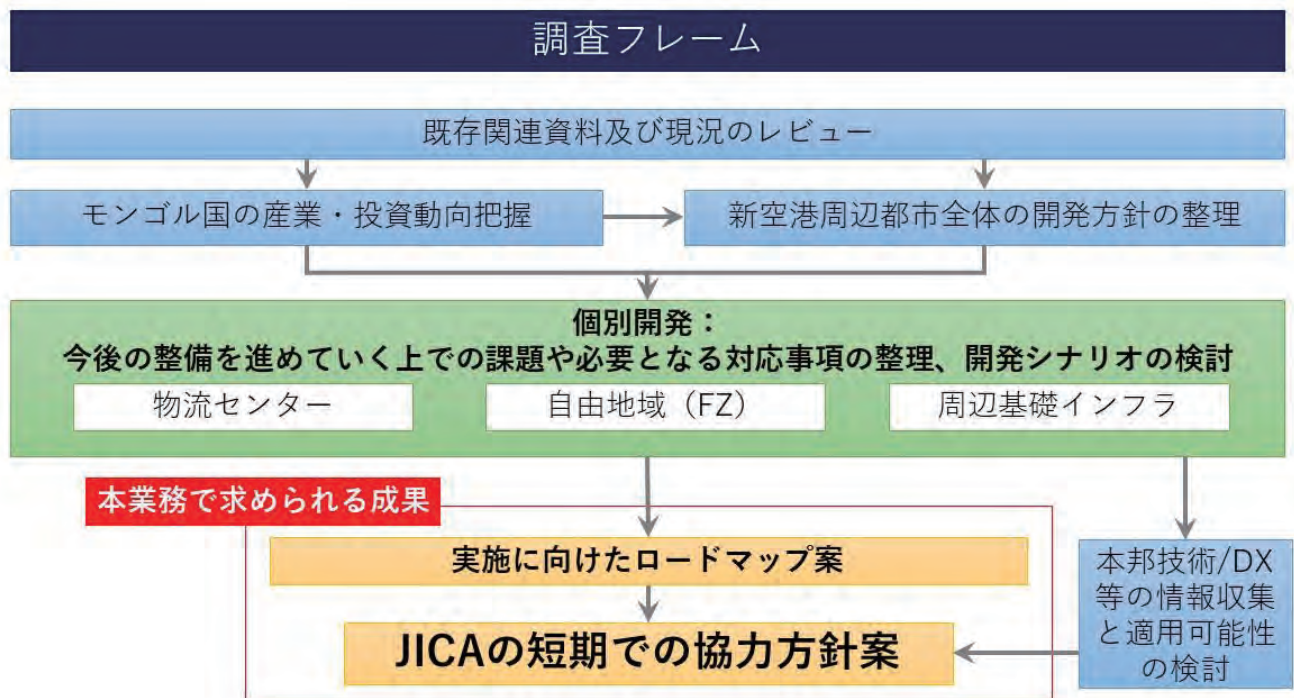 調査フレーム
既存関連資料及び現況のレビュー
モンゴル国の産業・投資動向把握
新空港周辺都市全体の開発方針の整理
個別開発：
今後の整備を進めていく上での課題や必要となる対応事項の整理、開発シナリオの検討
物流センター
自由地域（FZ）
周辺基礎インフラ
本業務で求められる成果
実施に向けたロードマップ案
JICAの短期での協力方針案
本邦技術/DX
等の情報収集
と適用可能性
の検討